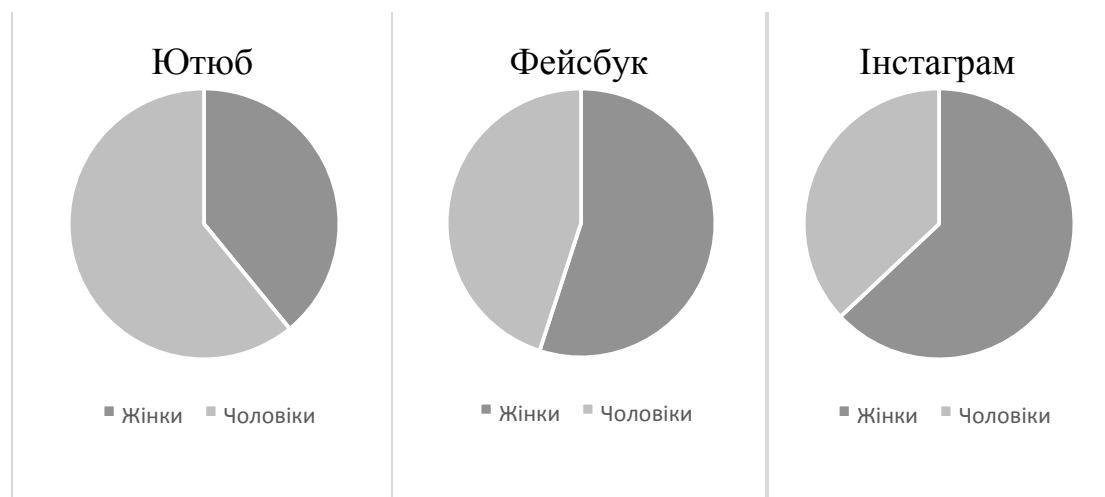 Ютюб
Жінки Чоловіки
Фейсбук
Жінки Чоловіки
Інстаграм
Жінки Чоловіки